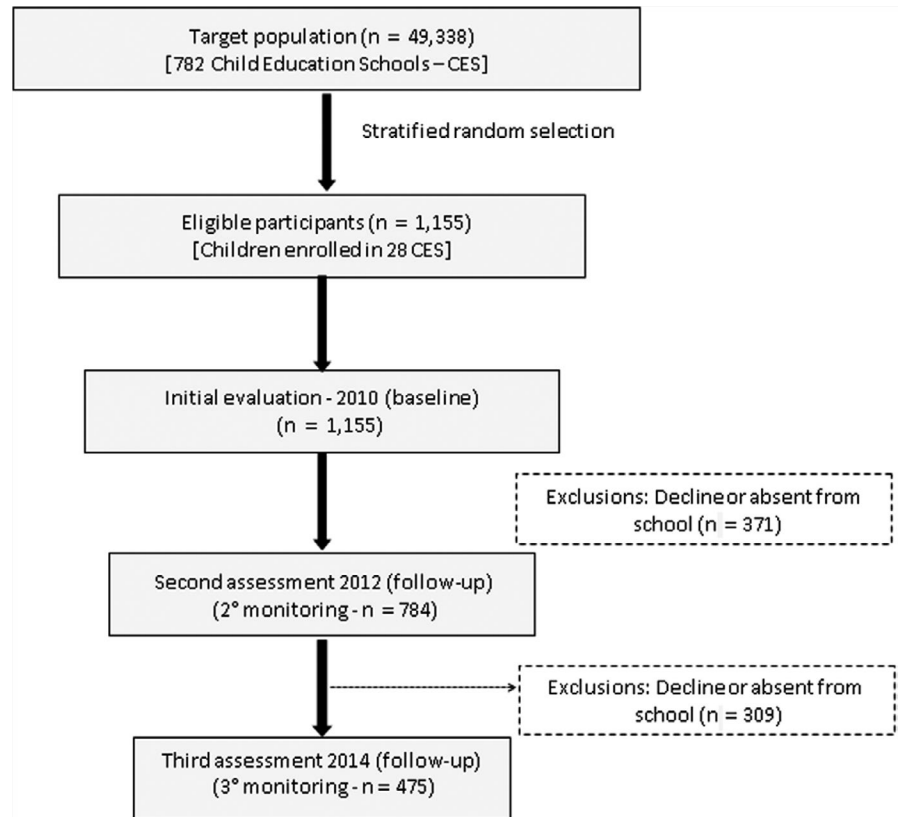 Target population (n = 49,338)
[782 Child Education Schools – CES]
Stratified random selection
Eligible participants (n = 1,155)
[Children enrolled in 28 CES]
Initial evaluation - 2010 (baseline)
(n = 1,155)
Exclusions: Decline or absent from
school (n = 371)
Second assessment 2012 (follow-up)
(2° monitoring - n = 784)
Exclusions: Decline or absent from
school (n = 309)
Third assessment 2014 (follow-up)
(3° monitoring - n = 475)